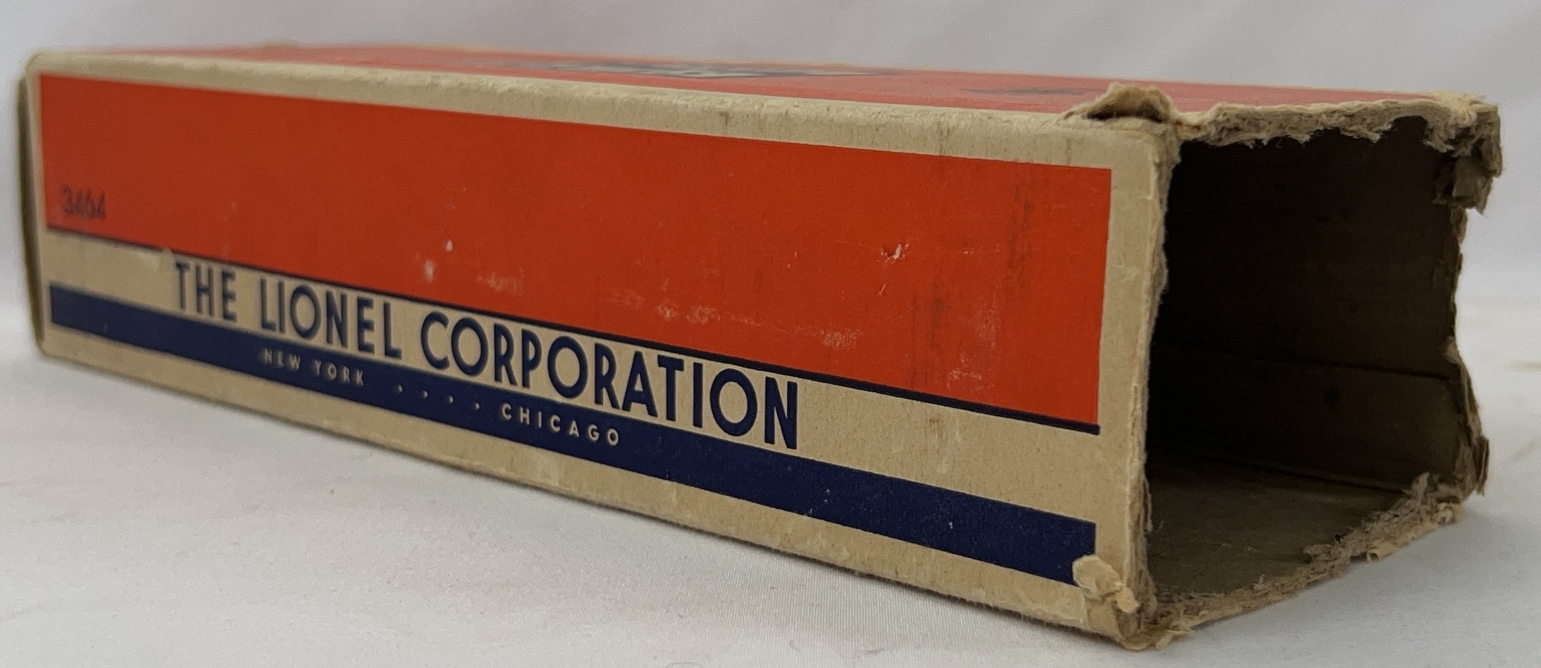 3464
THE LIONEL CORPORATION
NEW YORK . . . . CHICAGO